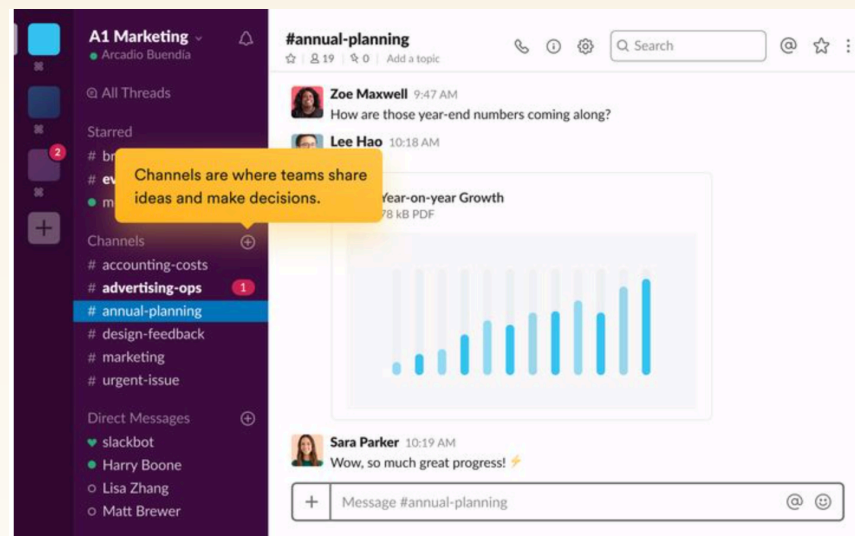 A1 Marketing
Arcadio Buendía
All Threads
Starred
# br
# ev
m
Channels are where teams share
ideas and make decisions.
Channels
# accounting-costs
# advertising-ops 1
# annual-planning
# design-feedback
# marketing
# urgent-issue
Direct Messages
slackbot
Harry Boone
Lisa Zhang
Matt Brewer
2
#annual-planning
19 | 0 | Add a topic
Search
Zoe Maxwell 9:47 AM
How are those year-end numbers coming along?
Lee Hao 10:18 AM
Year-on-year Growth
78 kB PDF
Sara Parker 10:19 AM
Wow, so much great progress! ⚡
Message #annual-planning